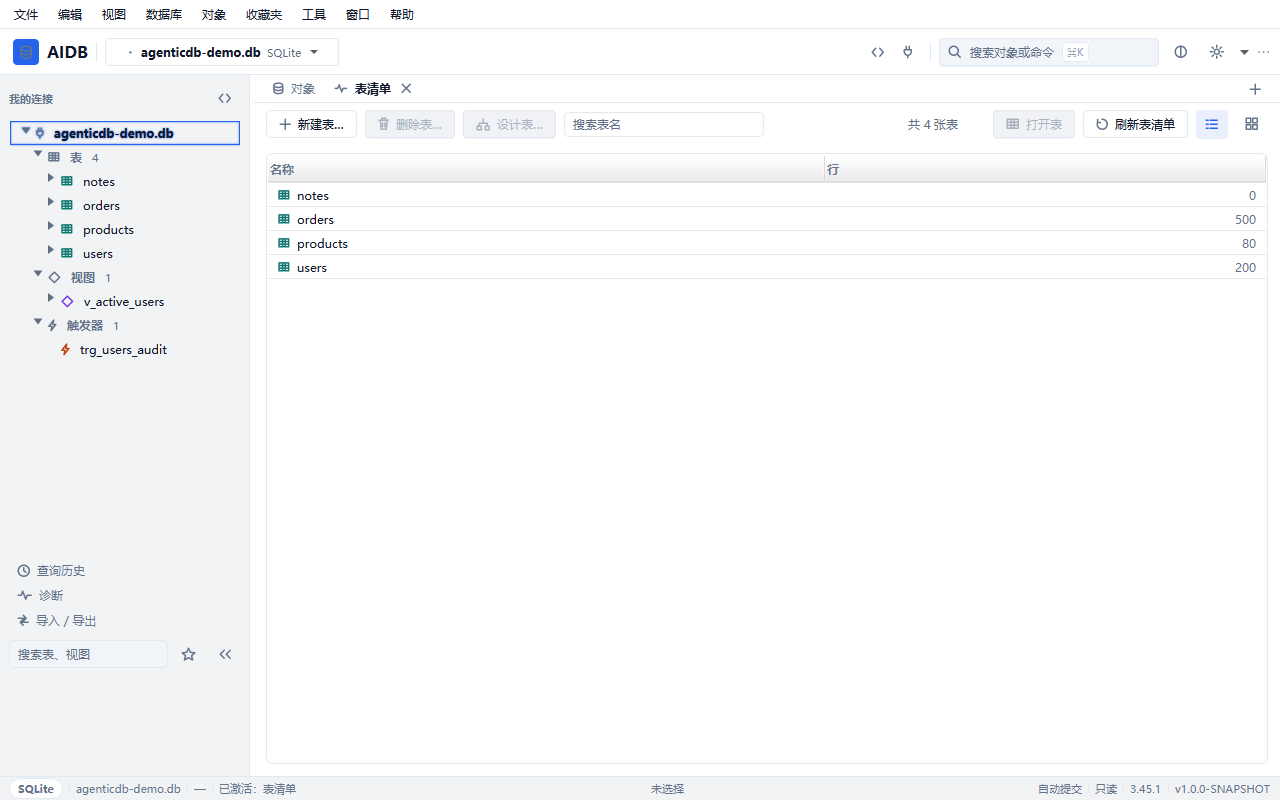 文件 编辑 视图 数据库 对象 收藏夹 工具 窗口 帮助
AIDB agenticdb-demo.db SQLite 搜索对象或命令 ⌘K
我的连接
对象 表清单
新建表... 删除表... 设计表... 搜索表名 共 4 张表 打开表 刷新表清单
agenticdb-demo.db
表 4
notes
orders
products
users
视图 1
v_active_users
触发器 1
trg_users_audit
名称 行
notes 0
orders 500
products 80
users 200
查询历史
诊断
导入 / 导出
搜索表、视图
SQLite agenticdb-demo.db — 已激活：表清单 未选择 自动提交 只读 3.45.1 v1.0.0-SNAPSHOT